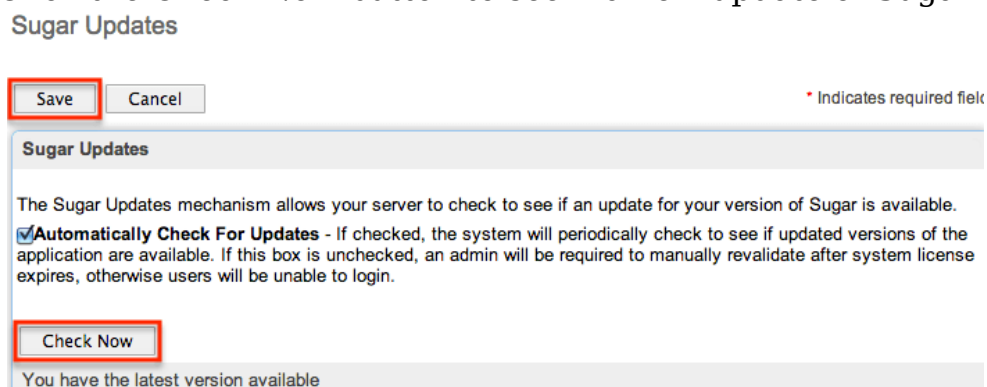 Sugar Updates
Save Cancel * Indicates required field
Sugar Updates
The Sugar Updates mechanism allows your server to check to see if an update for your version of Sugar is available.
Automatically Check For Updates - If checked, the system will periodically check to see if updated versions of the
application are available. If this box is unchecked, an admin will be required to manually revalidate after system license
expires, otherwise users will be unable to login.
Check Now
You have the latest version available